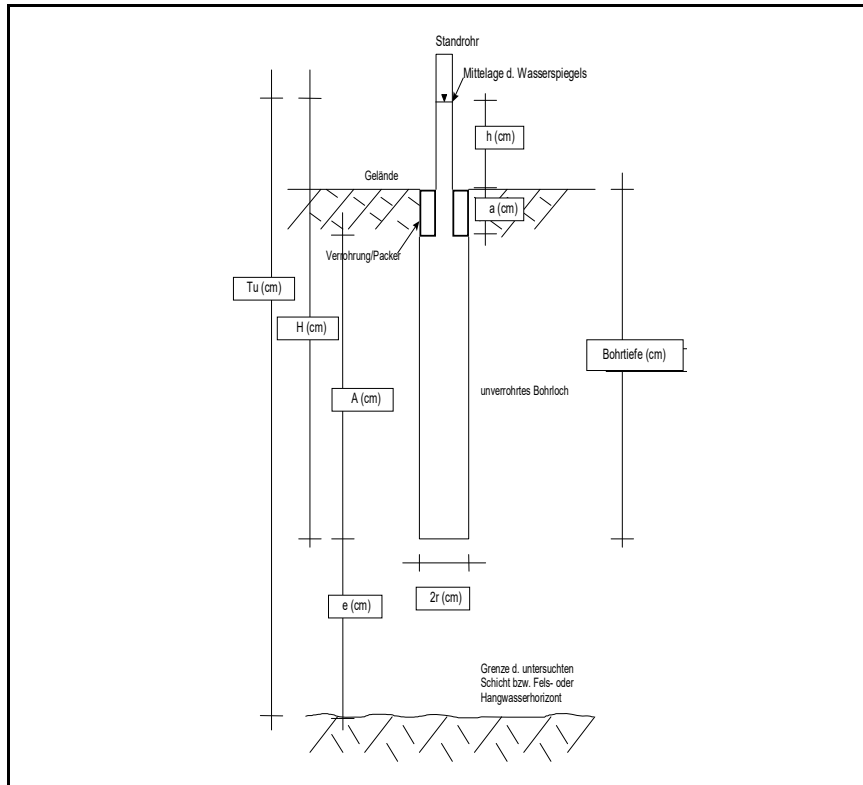 Standrohr
Mittelage d. Wasserspiegels
h (cm)
Gelände
a (cm)
Verrohrung/Packer
Tu (cm)
H (cm)
Bohrtiefe (cm)
A (cm)
unverrohrtes Bohrloch
2r (cm)
e (cm)
Grenze d. untersuchten
Schicht bzw. Fels- oder
Hangwasserhorizont